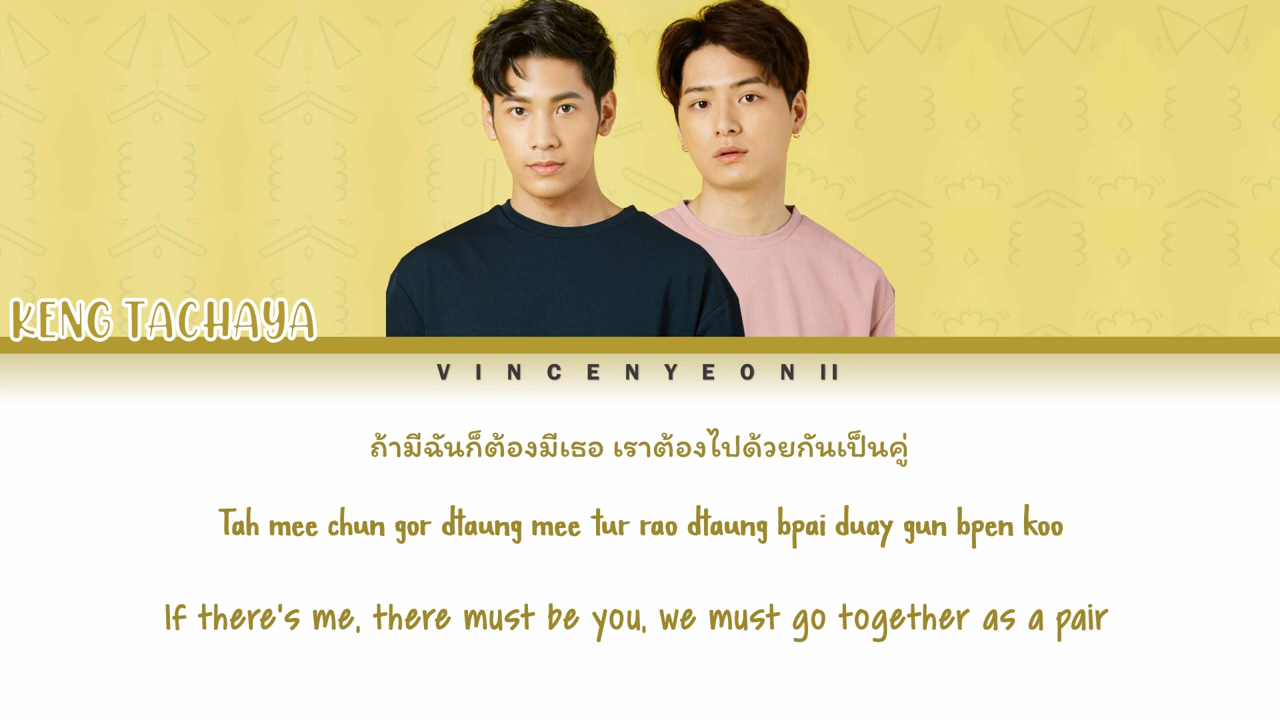 KENG TACHAYA
VINCENYEON II
ถ้ามีฉันก็ต้องมีเธอ เราต้องไปด้วยกันเป็นคู่
Tah mee chun gor dtaung mee tur rao dtaung bpai duay gun bpen koo
If there's me, there must be you, we must go together as a pair